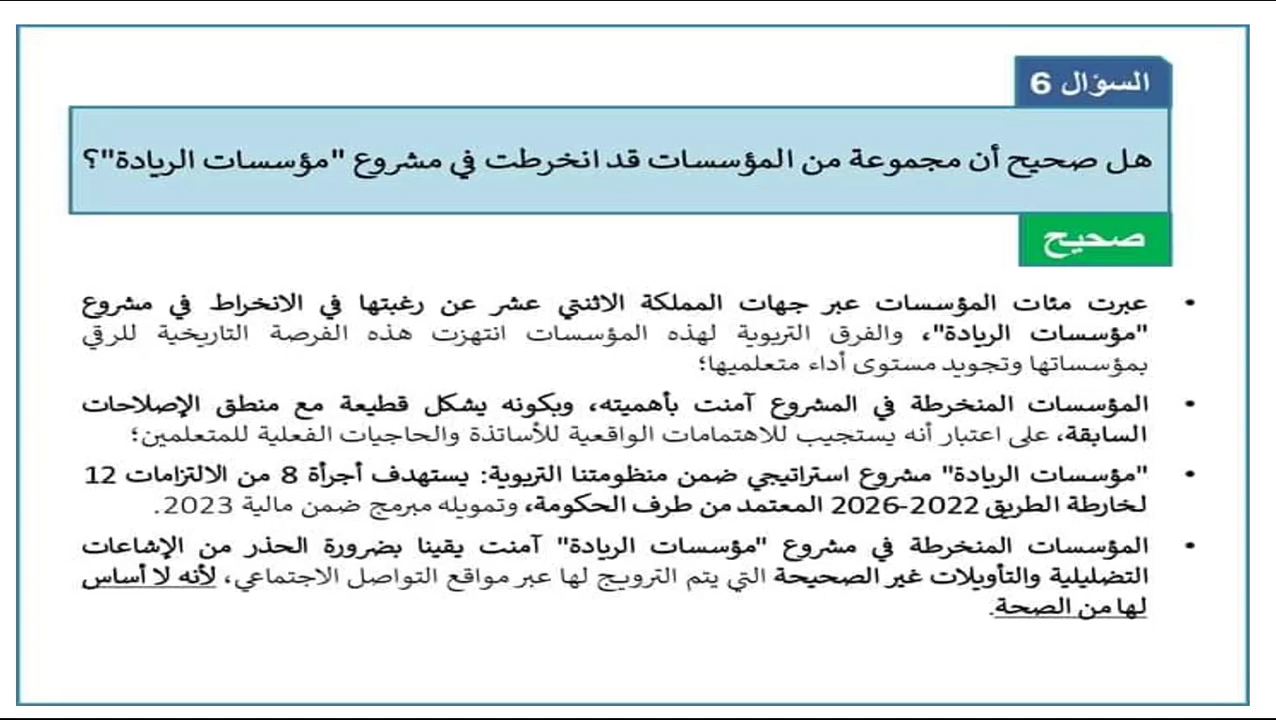 السؤال 6
هل صحيح أن مجموعة من المؤسسات قد انخرطت في مشروع "مؤسسات الريادة"؟
صحيح
• عبرت مئات المؤسسات عبر جهات المملكة الاثنتي عشر عن رغبتها في الانخراط في مشروع
"مؤسسات الريادة"، والفرق التربوية لهذه المؤسسات انتهزت هذه الفرصة التاريخية للرقي
بمؤسساتها وتجويد مستوى أداء متعلميها؛
• المؤسسات المنخرطة في المشروع آمنت بأهميته، وبكونه يشكل قطيعة مع منطق الإصلاحات
السابقة، على اعتبار أنه يستجيب للاهتمامات الواقعية للأساتذة والحاجيات الفعلية للمتعلمين؛
• "مؤسسات الريادة" مشروع استراتيجي ضمن منظومتنا التربوية: يستهدف أجرأة 8 من الالتزامات 12
لخارطة الطريق 2022-2026 المعتمد من طرف الحكومة، وتمويله مبرمج ضمن مالية 2023.
• المؤسسات المنخرطة في مشروع "مؤسسات الريادة" آمنت يقينا بضرورة الحذر من الإشاعات
التضليلية والتأويلات غير الصحيحة التي يتم الترويج لها عبر مواقع التواصل الاجتماعي، لأنه لا أساس
لها من الصحة.